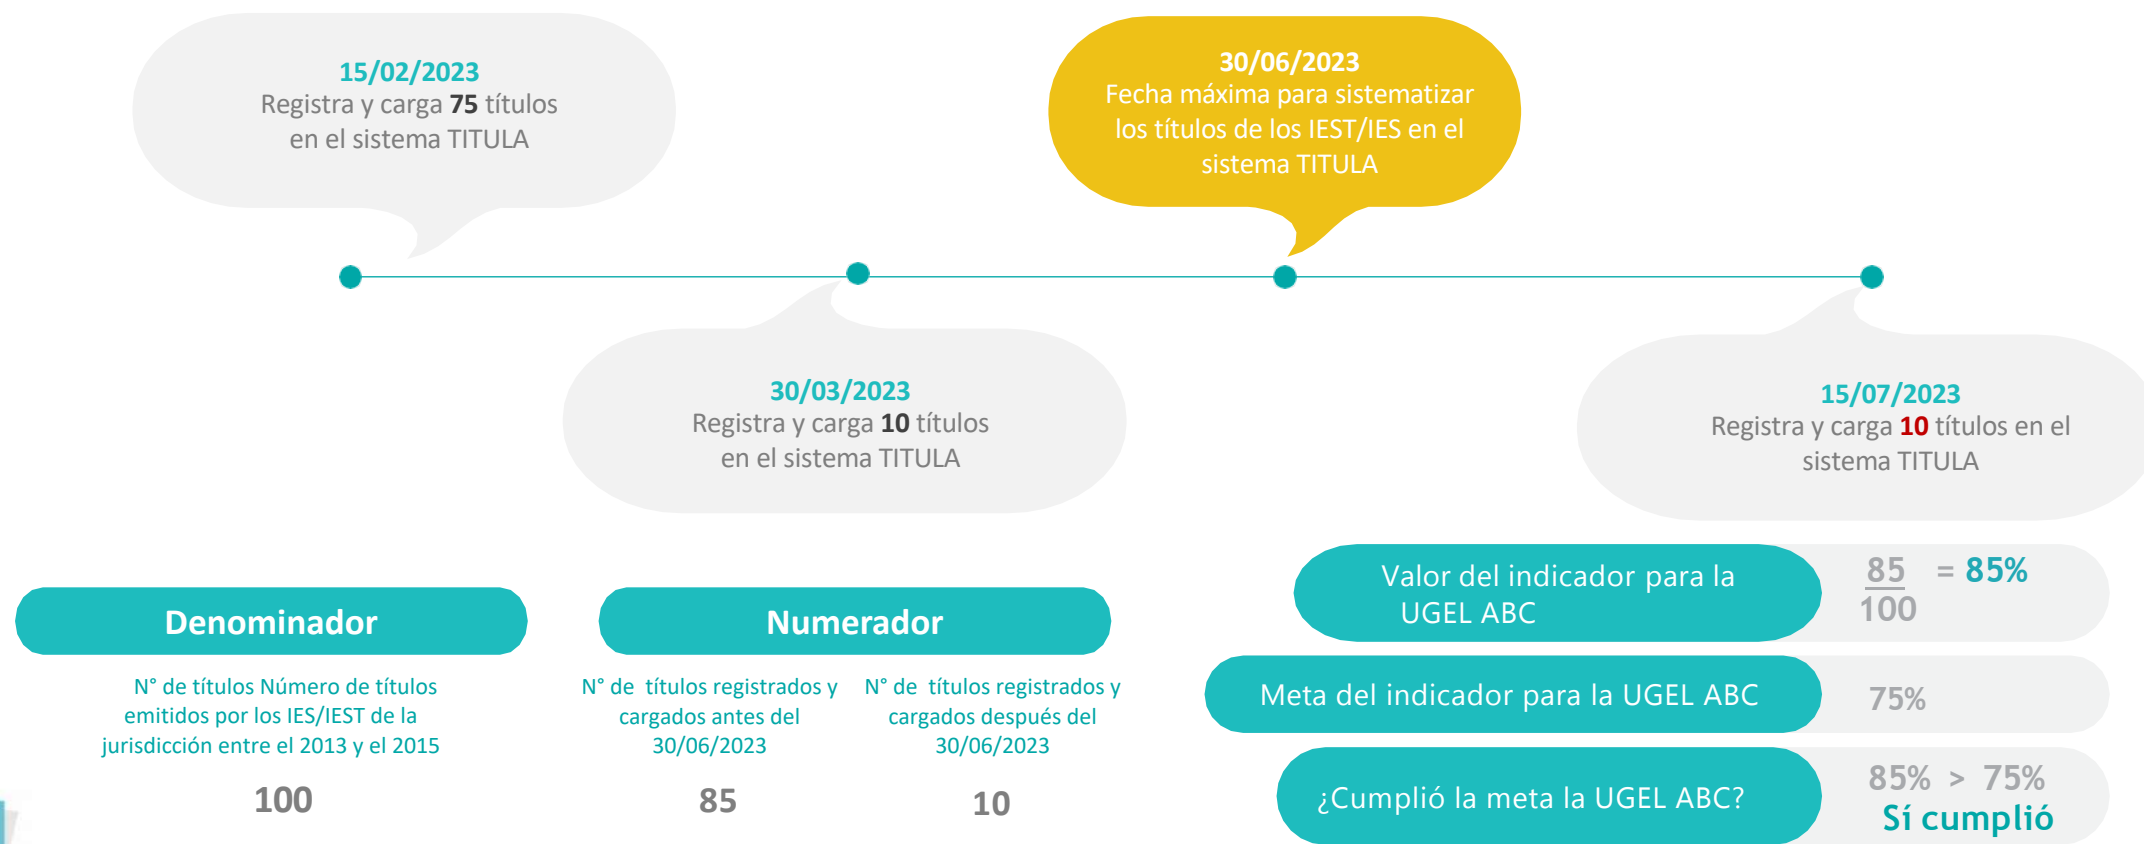 15/02/2023
Registra y carga 75 títulos
en el sistema TITULA
30/06/2023
Fecha máxima para sistematizar
los títulos de los IEST/IES en el
sistema TITULA
30/03/2023
Registra y carga 10 títulos
en el sistema TITULA
15/07/2023
Registra y carga 10 títulos en el
sistema TITULA
Denominador
N° de títulos Número de títulos
emitidos por los IES/IEST de la
jurisdicción entre el 2013 y el 2015
100
Numerador
N° de títulos registrados y
cargados antes del
30/06/2023
85
N° de títulos registrados y
cargados después del
30/06/2023
10
Valor del indicador para la
UGEL ABC
85 = 85%
100
Meta del indicador para la UGEL ABC
75%
¿Cumplió la meta la UGEL ABC?
85% > 75%
Sí cumplió